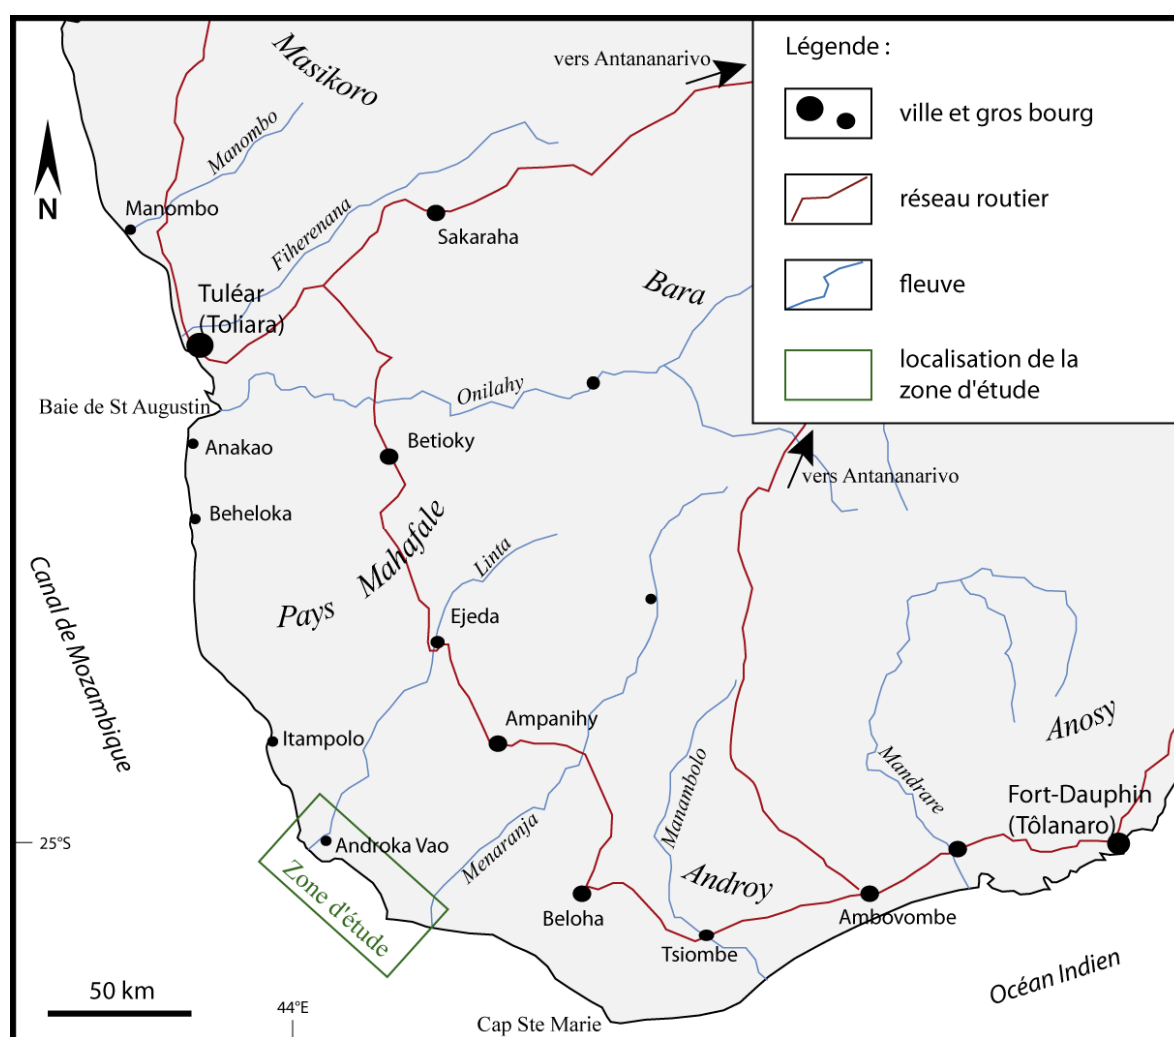 Légende :
ville et gros bourg
réseau routier
fleuve
localisation de la
zone d'étude
vers Antananarivo
Masikoro
Manombo
N
Manombo
Fiherenana
Sakaraha
Bara
Tuléar
(Toliara)
Onilahy
Baie de St Augustin
Anakao
Betioky
vers Antananarivo
Beheloka
Canal de Mozambique
Pays Mahafale
Linta
Ejeda
Itampolo
Ampanihy
Anosy
Manambolo
Mandrare
Fort-Dauphin
(Tôlanaro)
25°S
Androka Vao
Menaranja
Zone d'étude
Androy
Beloha
Ambovombe
Tsiombe
Océan Indien
50 km
44°E
Cap Ste Marie